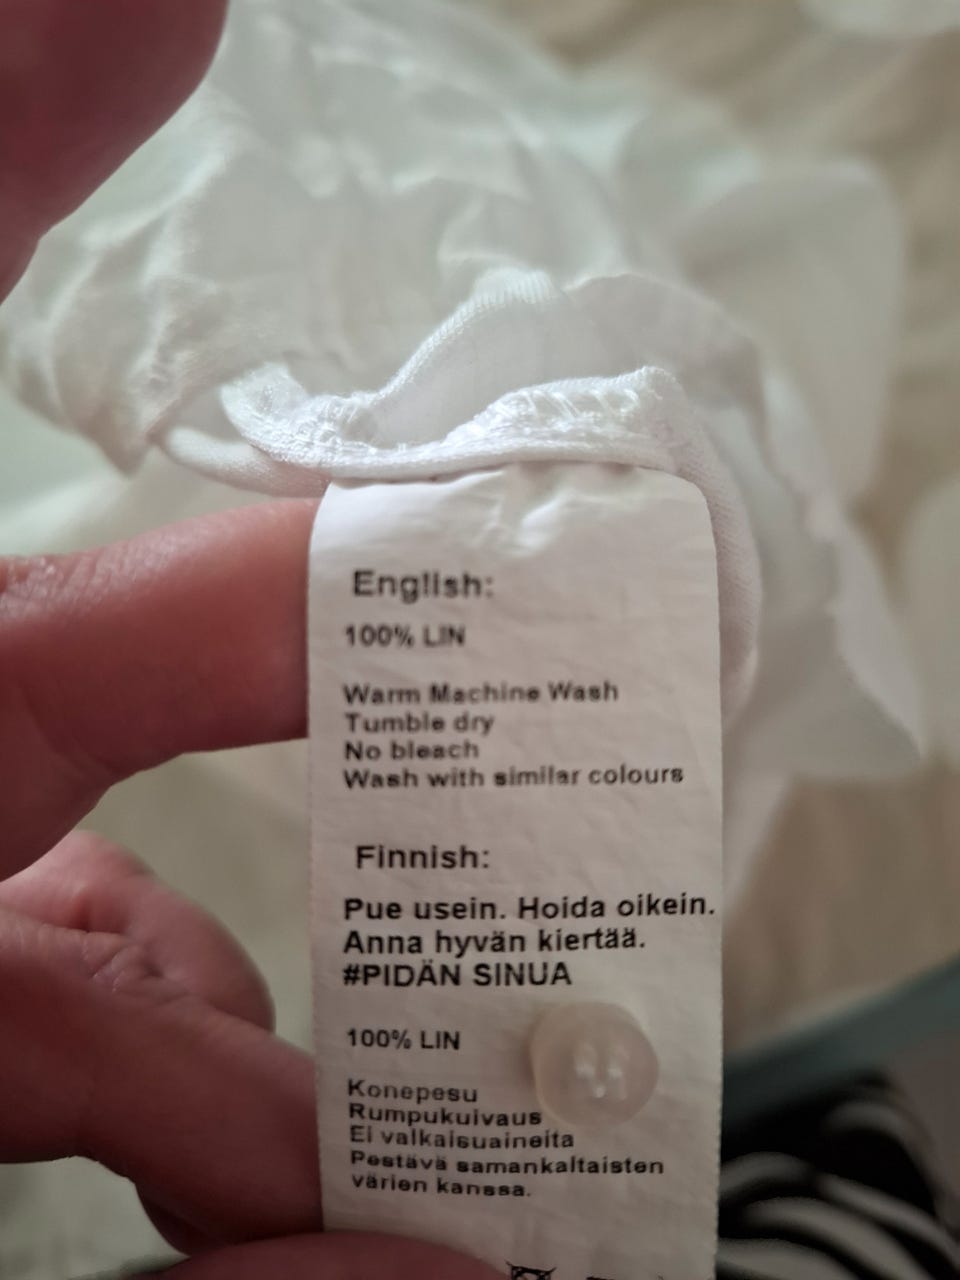 English:
100% LIN
Warm Machine Wash
Tumble dry
No bleach
Wash with similar colours
Finnish:
Pue usein. Hoida oikein.
Anna hyvän kiertää.
#PIDÄN SINUA
100% LIN
Konepesu
Rumpukuivaus
Ei valkaisuaineita
Pestävä samankaltaisten
värien kanssa.